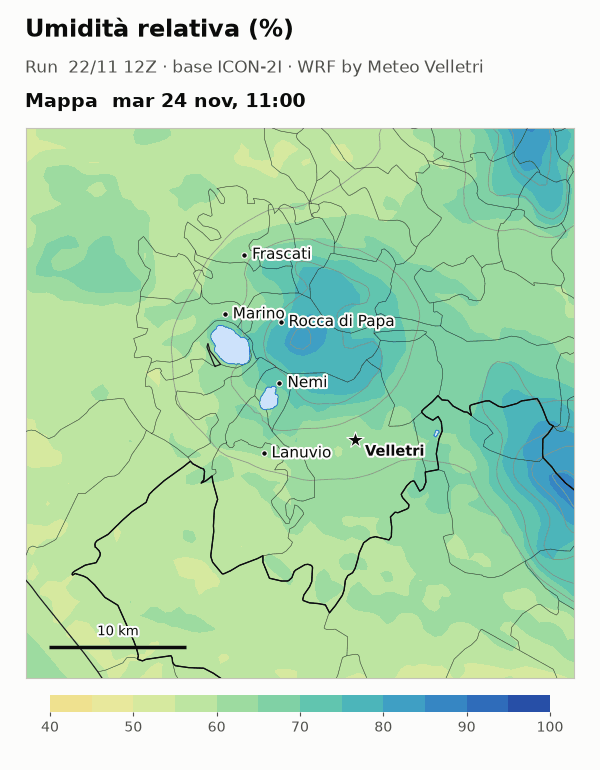 Umidità relativa (%)
Run  22/11 12Z · base ICON-2I · WRF by Meteo Velletri
Mappa  mar 24 nov, 11:00
Frascati
Marino
Rocca di Papa
Nemi
Velletri
Lanuvio
10 km
40 50 60 70 80 90 100